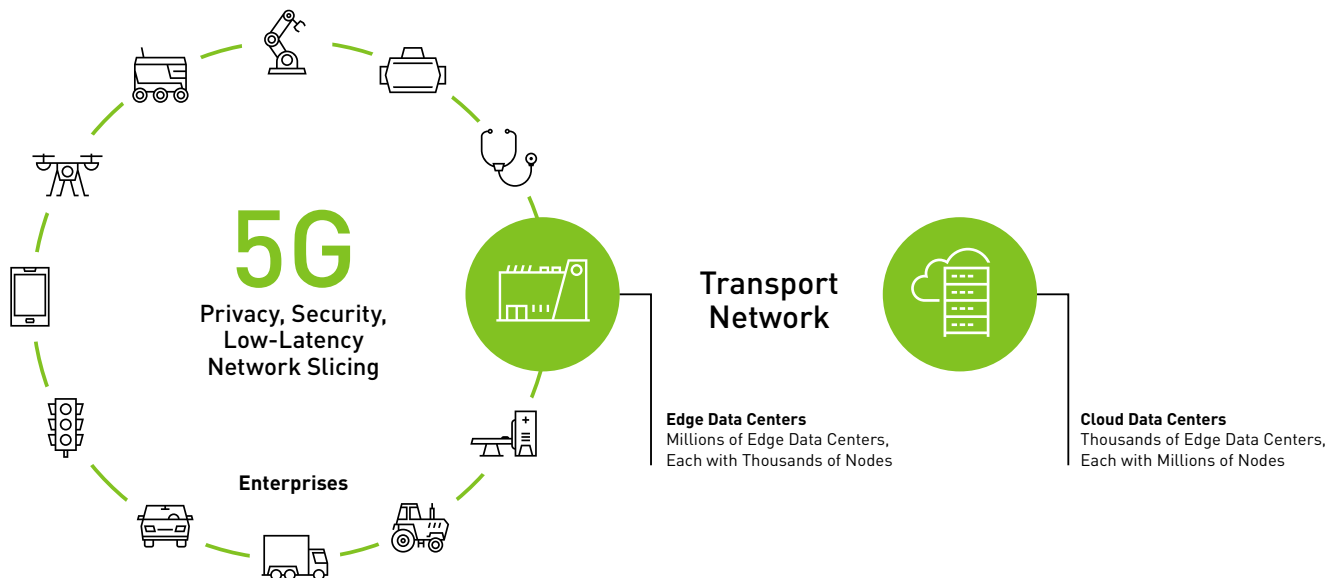 5G
Privacy, Security,
Low-Latency
Network Slicing
Enterprises
Transport
Network
Edge Data Centers
Millions of Edge Data Centers,
Each with Thousands of Nodes
Cloud Data Centers
Thousands of Edge Data Centers,
Each with Millions of Nodes